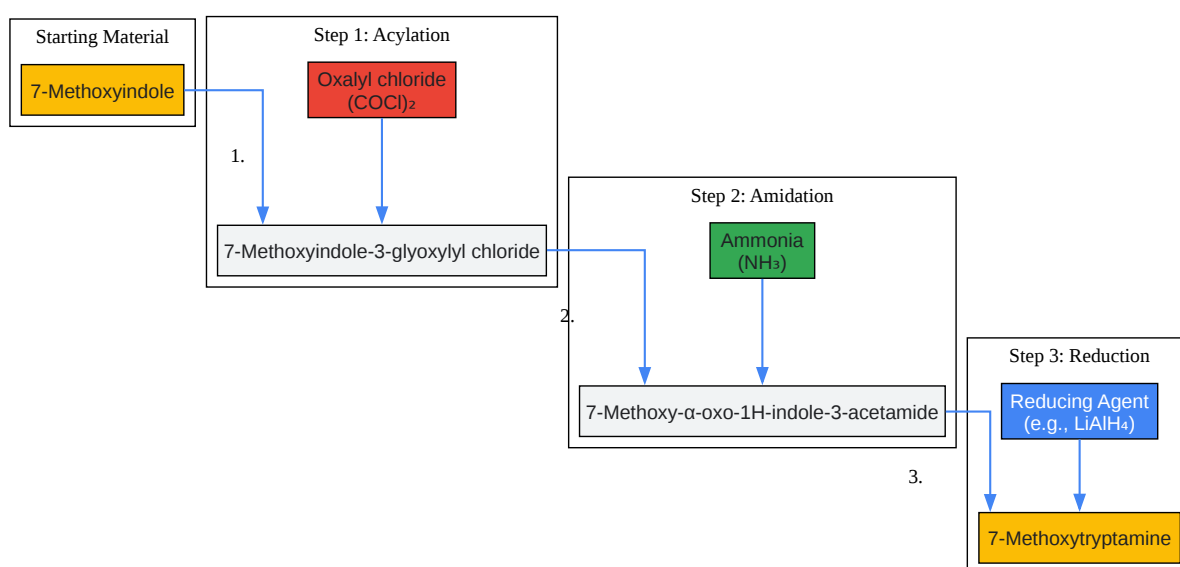 Starting Material
7-Methoxyindole
Step 1: Acylation
Oxalyl chloride
(COCl)₂
1.
7-Methoxyindole-3-glyoxylyl chloride
Step 2: Amidation
Ammonia
(NH₃)
2.
7-Methoxy-α-oxo-1H-indole-3-acetamide
Step 3: Reduction
Reducing Agent
(e.g., LiAlH₄)
3.
7-Methoxytryptamine